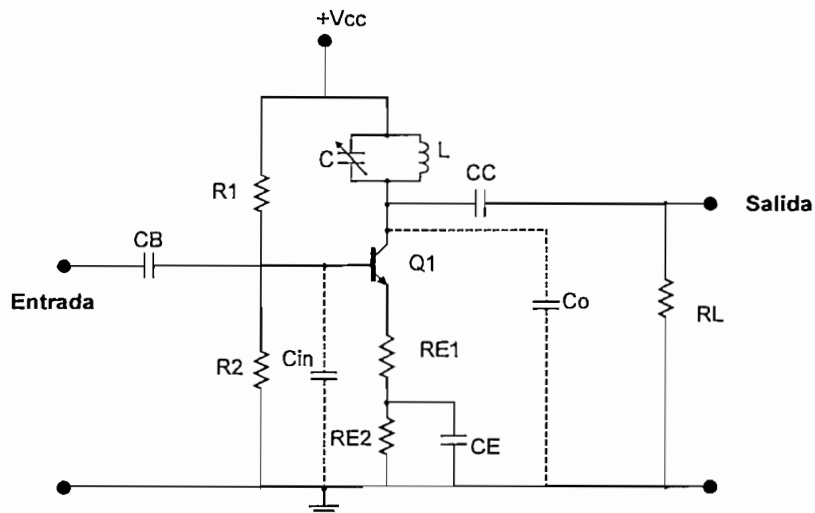 +Vcc
C
L
CC
R1
Salida
CB
Q1
Entrada
Co
RL
RE1
R2
Cin
RE2
CE